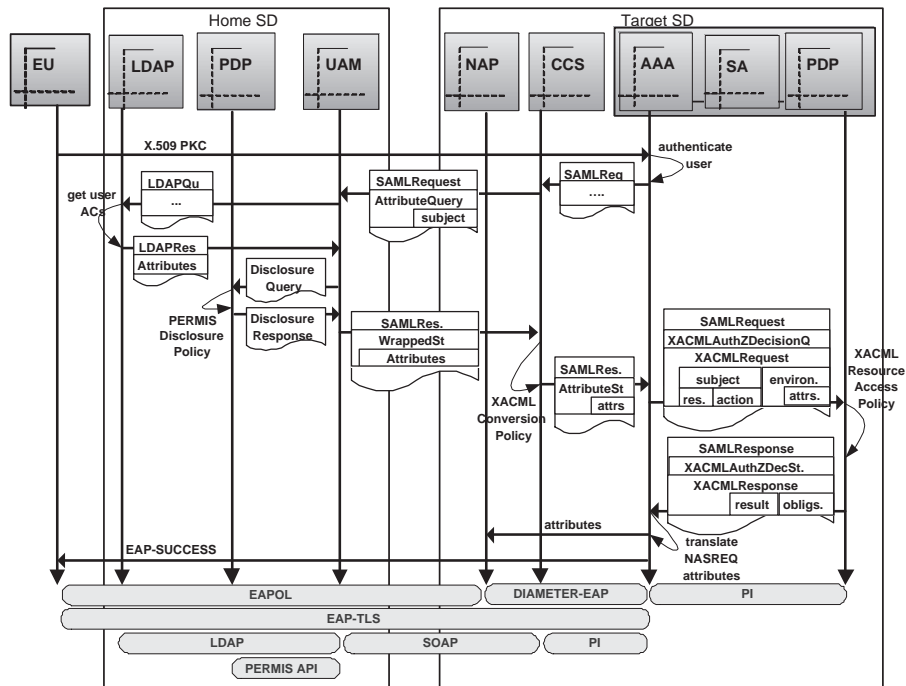 Home SD
Target SD
EU
LDAP
PDP
UAM
NAP
CCS
AAA
SA
PDP
X.509 PKC
authenticate
user
get user
ACs
LDAPQu
...
SAMLRequest
AttributeQuery
subject
SAMLReq
....
LDAPRes
Attributes
Disclosure
Query
PERMIS
Disclosure
Policy
Disclosure
Response
SAMLRes.
WrappedSt
Attributes
XACML
Conversion
Policy
SAMLRes.
AttributeSt
attrs
SAMLRequest
XACMLAuthZDecisionQ
XACMLRequest
subject
environ.
res.
action
attrs.
XACML
Resource
Access
Policy
SAMLResponse
XACMLAuthZDecSt.
XACMLResponse
result
obligs.
attributes
translate
NASREQ
attributes
EAP-SUCCESS
EAPOL
DIAMETER-EAP
PI
EAP-TLS
LDAP
SOAP
PI
PERMIS API